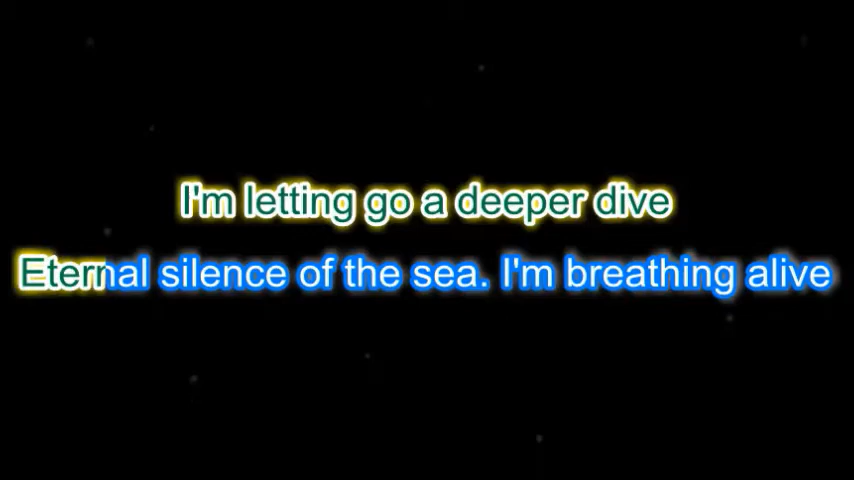 I'm letting go a deeper dive
Eternal silence of the sea. I'm breathing alive